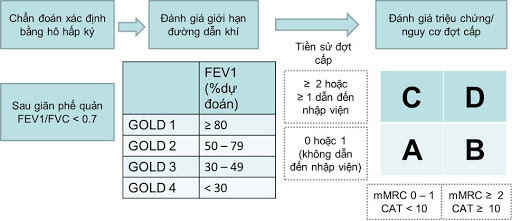 Chẩn đoán xác định
bằng hô hấp ký
Đánh giá giới hạn
đường dẫn khí
Đánh giá triệu chứng/
nguy cơ đợt cấp
Tiền sử đợt
cấp
Sau giãn phế quản
FEV1/FVC < 0.7
FEV1
(%dự
đoán)
GOLD 1 ≥ 80
GOLD 2 50 – 79
GOLD 3 30 – 49
GOLD 4 < 30
≥ 2 hoặc
≥ 1 dẫn đến
nhập viện
0 hoặc 1
(không dẫn
đến nhập viện)
C D
A B
mMRC 0 – 1
CAT < 10
mMRC ≥ 2
CAT ≥ 10